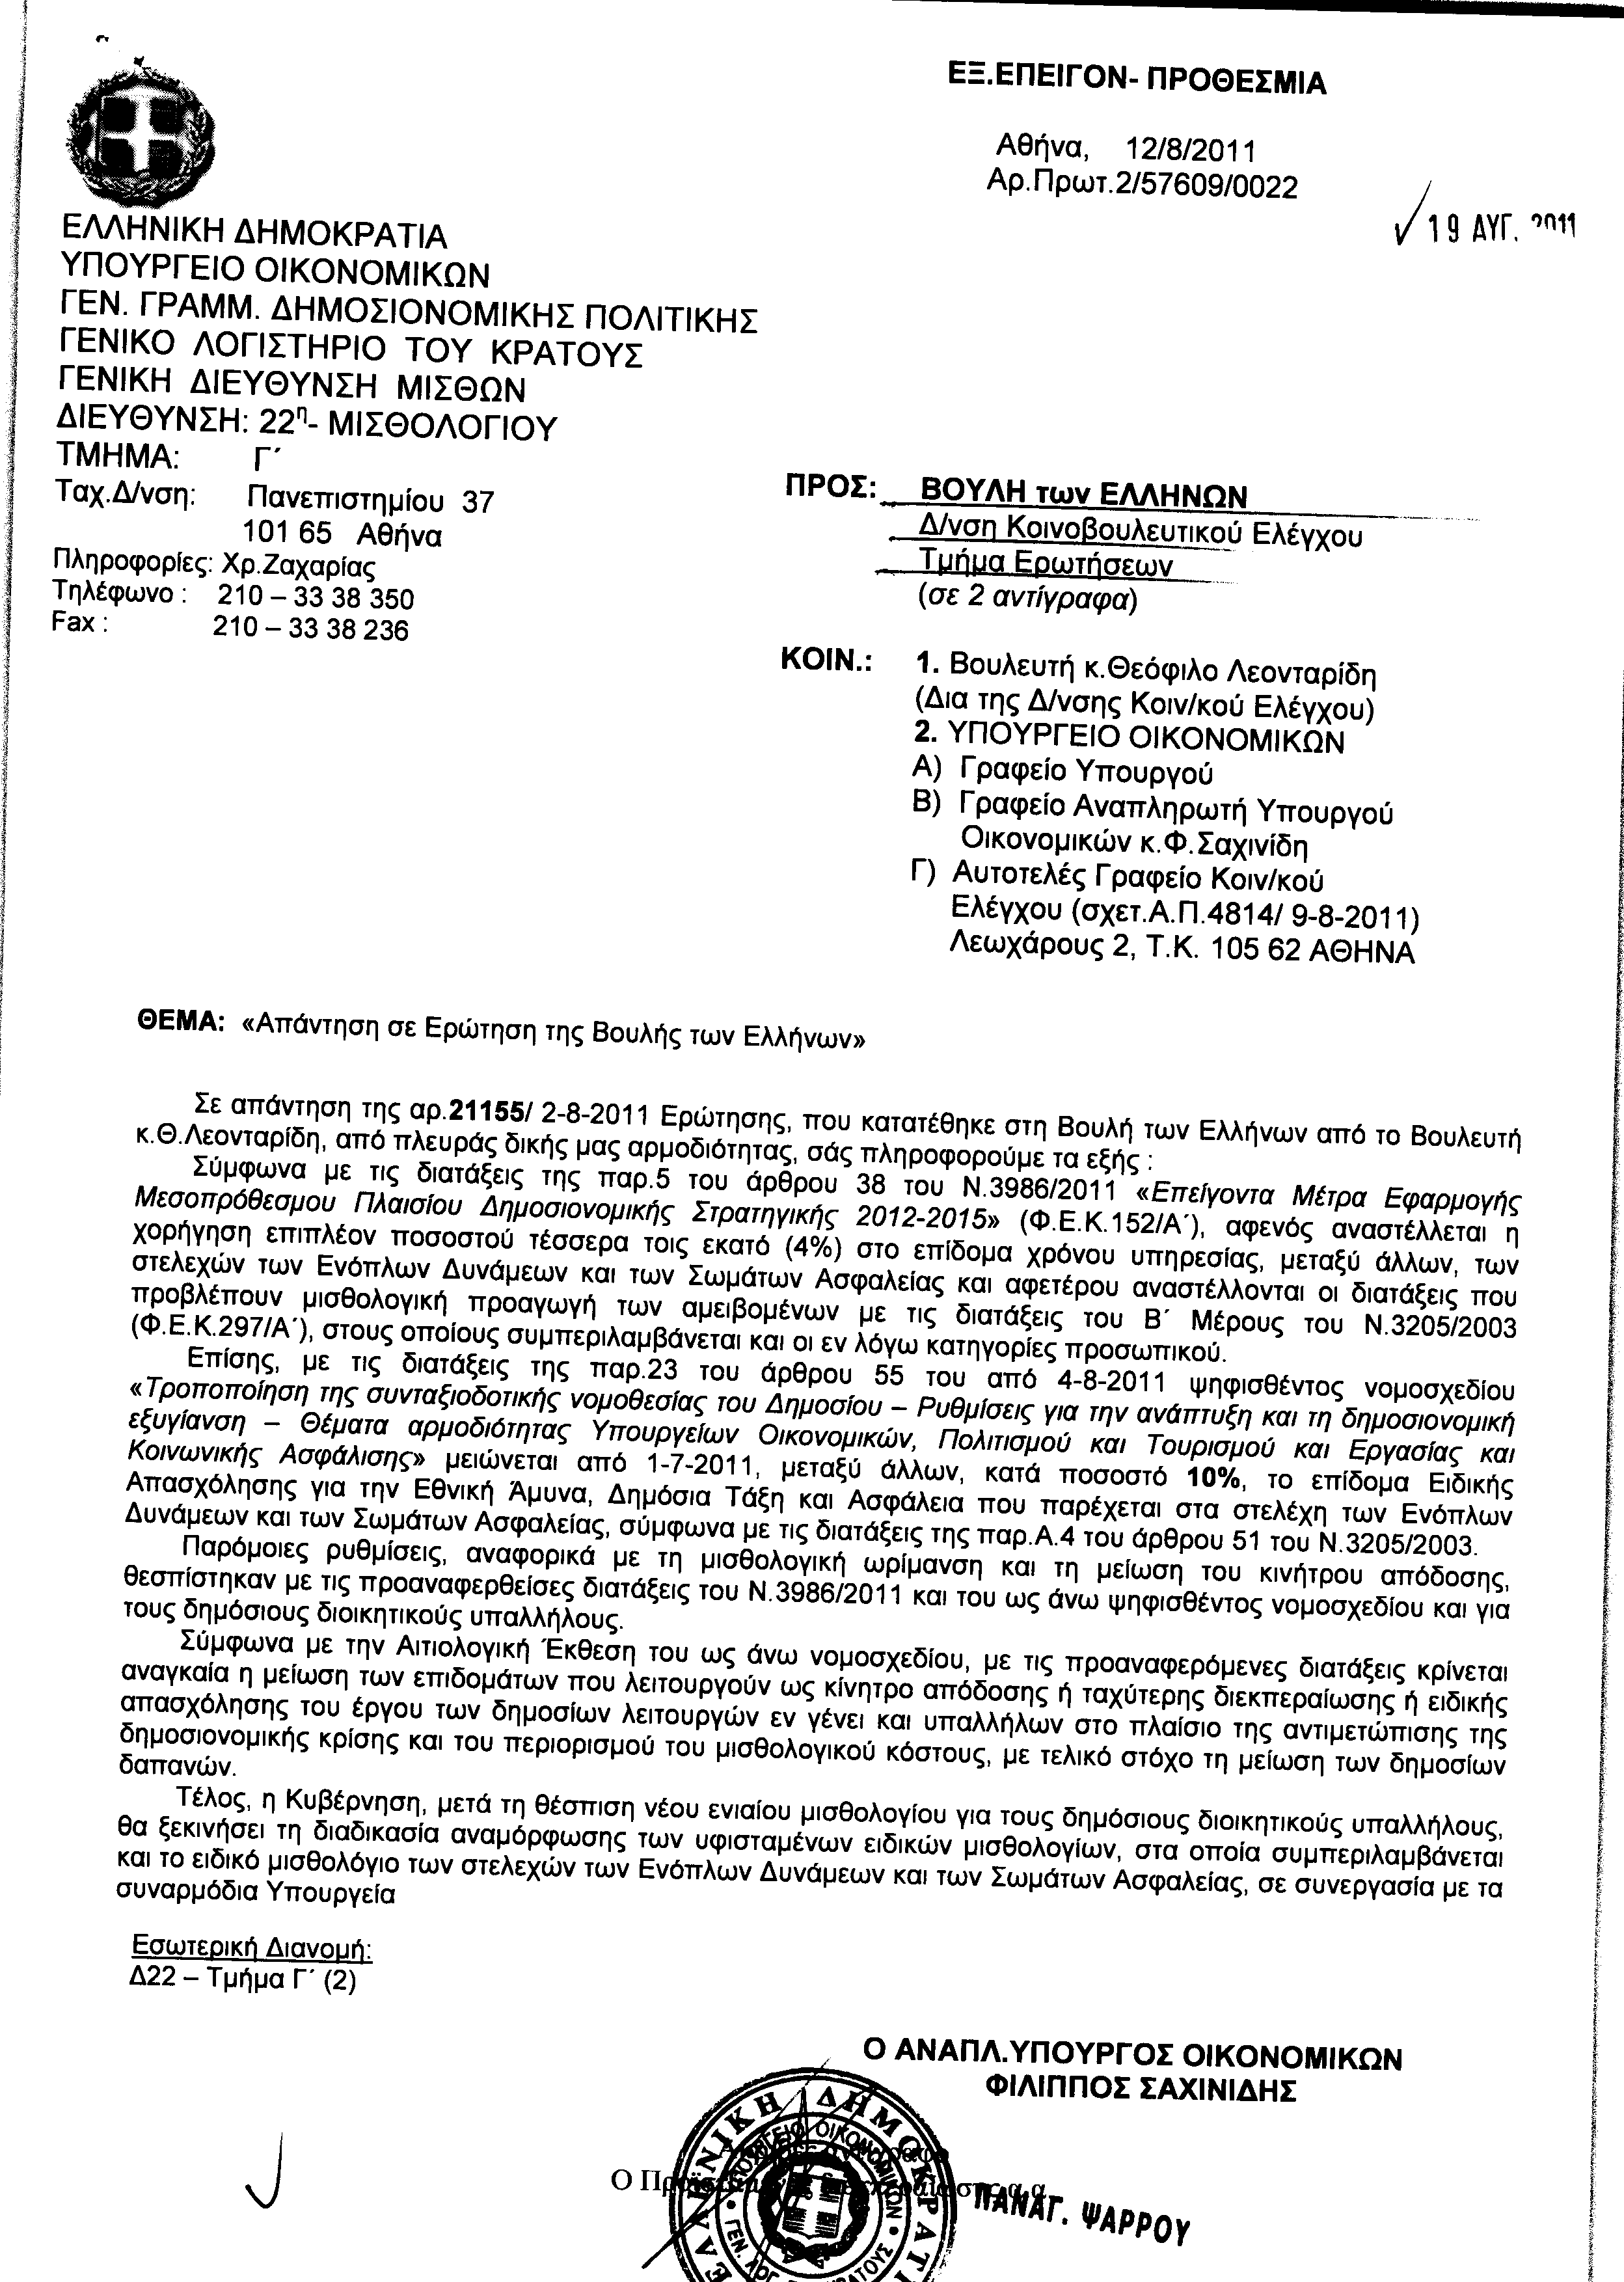 ΕΞ.ΕΠΕΙΓΟΝ- ΠΡΟΘΕΣΜΙΑ
Αθήνα, 12/8/2011
Αρ.Πρωτ.2/57609/0022
19 ΑΥΓ. 2011
ΕΛΛΗΝΙΚΗ ΔΗΜΟΚΡΑΤΙΑ
ΥΠΟΥΡΓΕΙΟ ΟΙΚΟΝΟΜΙΚΩΝ
ΓΕΝ. ΓΡΑΜΜ. ΔΗΜΟΣΙΟΝΟΜΙΚΗΣ ΠΟΛΙΤΙΚΗΣ
ΓΕΝΙΚΟ ΛΟΓΙΣΤΗΡΙΟ ΤΟΥ ΚΡΑΤΟΥΣ
ΓΕΝΙΚΗ ΔΙΕΥΘΥΝΣΗ ΜΙΣΘΩΝ
ΔΙΕΥΘΥΝΣΗ: 22η- ΜΙΣΘΟΛΟΓΙΟΥ
ΤΜΗΜΑ: Γ΄
Ταχ.Δ/νση: Πανεπιστημίου 37
101 65 Αθήνα
Πληροφορίες: Χρ.Ζαχαρίας
Τηλέφωνο : 210 – 33 38 350
Fax : 210 – 33 38 236
ΠΡΟΣ: ΒΟΥΛΗ των ΕΛΛΗΝΩΝ
Δ/νση Κοινοβουλευτικού Ελέγχου
Τμήμα Ερωτήσεων
(σε 2 αντίγραφα)
ΚΟΙΝ.: 1. Βουλευτή κ.Θεόφιλο Λεονταρίδη
(Δια της Δ/νσης Κοιν/κού Ελέγχου)
2. ΥΠΟΥΡΓΕΙΟ ΟΙΚΟΝΟΜΙΚΩΝ
Α) Γραφείο Υπουργού
Β) Γραφείο Αναπληρωτή Υπουργού
Οικονομικών κ.Φ.Σαχινίδη
Γ) Αυτοτελές Γραφείο Κοιν/κού
Ελέγχου (σχετ.Α.Π.4814/ 9-8-2011)
Λεωχάρους 2, Τ.Κ. 105 62 ΑΘΗΝΑ
ΘΕΜΑ: «Απάντηση σε Ερώτηση της Βουλής των Ελλήνων»
Σε απάντηση της αρ.21155/ 2-8-2011 Ερώτησης, που κατατέθηκε στη Βουλή των Ελλήνων από το Βουλευτή
κ.Θ.Λεονταρίδη, από πλευράς δικής μας αρμοδιότητας, σάς πληροφορούμε τα εξής :
Σύμφωνα με τις διατάξεις της παρ.5 του άρθρου 38 του Ν.3986/2011 «Επείγοντα Μέτρα Εφαρμογής
Μεσοπρόθεσμου Πλαισίου Δημοσιονομικής Στρατηγικής 2012-2015» (Φ.Ε.Κ.152/Α΄), αφενός αναστέλλεται η
χορήγηση επιπλέον ποσοστού τέσσερα τοις εκατό (4%) στο επίδομα χρόνου υπηρεσίας, μεταξύ άλλων, των
στελεχών των Ενόπλων Δυνάμεων και των Σωμάτων Ασφαλείας και αφετέρου αναστέλλονται οι διατάξεις που
προβλέπουν μισθολογική προαγωγή των αμειβομένων με τις διατάξεις του Β΄ Μέρους του Ν.3205/2003
(Φ.Ε.Κ.297/Α΄), στους οποίους συμπεριλαμβάνεται και οι εν λόγω κατηγορίες προσωπικού.
Επίσης, με τις διατάξεις της παρ.23 του άρθρου 55 του από 4-8-2011 ψηφισθέντος νομοσχεδίου
«Τροποποίηση της συνταξιοδοτικής νομοθεσίας του Δημοσίου – Ρυθμίσεις για την ανάπτυξη και τη δημοσιονομική
εξυγίανση – Θέματα αρμοδιότητας Υπουργείων Οικονομικών, Πολιτισμού και Τουρισμού και Εργασίας και
Κοινωνικής Ασφάλισης» μειώνεται από 1-7-2011, μεταξύ άλλων, κατά ποσοστό 10%, το επίδομα Ειδικής
Απασχόλησης για την Εθνική Άμυνα, Δημόσια Τάξη και Ασφάλεια που παρέχεται στα στελέχη των Ενόπλων
Δυνάμεων και των Σωμάτων Ασφαλείας, σύμφωνα με τις διατάξεις της παρ.Α.4 του άρθρου 51 του Ν.3205/2003.
Παρόμοιες ρυθμίσεις, αναφορικά με τη μισθολογική ωρίμανση και τη μείωση του κινήτρου απόδοσης,
θεσπίστηκαν με τις προαναφερθείσες διατάξεις του Ν.3986/2011 και του ως άνω ψηφισθέντος νομοσχεδίου και για
τους δημόσιους διοικητικούς υπαλλήλους.
Σύμφωνα με την Αιτιολογική Έκθεση του ως άνω νομοσχεδίου, με τις προαναφερόμενες διατάξεις κρίνεται
αναγκαία η μείωση των επιδομάτων που λειτουργούν ως κίνητρο απόδοσης ή ταχύτερης διεκπεραίωσης ή ειδικής
απασχόλησης του έργου των δημοσίων λειτουργών εν γένει και υπαλλήλων στο πλαίσιο της αντιμετώπισης της
δημοσιονομικής κρίσης και του περιορισμού του μισθολογικού κόστους, με τελικό στόχο τη μείωση των δημοσίων
δαπανών.
Τέλος, η Κυβέρνηση, μετά τη θέσπιση νέου ενιαίου μισθολογίου για τους δημόσιους διοικητικούς υπαλλήλους,
θα ξεκινήσει τη διαδικασία αναμόρφωσης των υφισταμένων ειδικών μισθολογίων, στα οποία συμπεριλαμβάνεται
και το ειδικό μισθολόγιο των στελεχών των Ενόπλων Δυνάμεων και των Σωμάτων Ασφαλείας, σε συνεργασία με τα
συναρμόδια Υπουργεία
Εσωτερική Διανομή:
Δ22 – Τμήμα Γ΄ (2)
Ο ΑΝΑΠΛ.ΥΠΟΥΡΓΟΣ ΟΙΚΟΝΟΜΙΚΩΝ
ΦΙΛΙΠΠΟΣ ΣΑΧΙΝΙΔΗΣ
ΕΛΛΗΝΙΚΗ ΔΗΜΟΚΡΑΤΙ
ΥΠΟΥΡΓΕΙΟ ΟΙΚΟΝΟΜΙΚΩΝ
ΓΕΝ. ΛΟΓ.
Ο
ΠΑΝΑΓ. ΨΑΡΡΟΥ